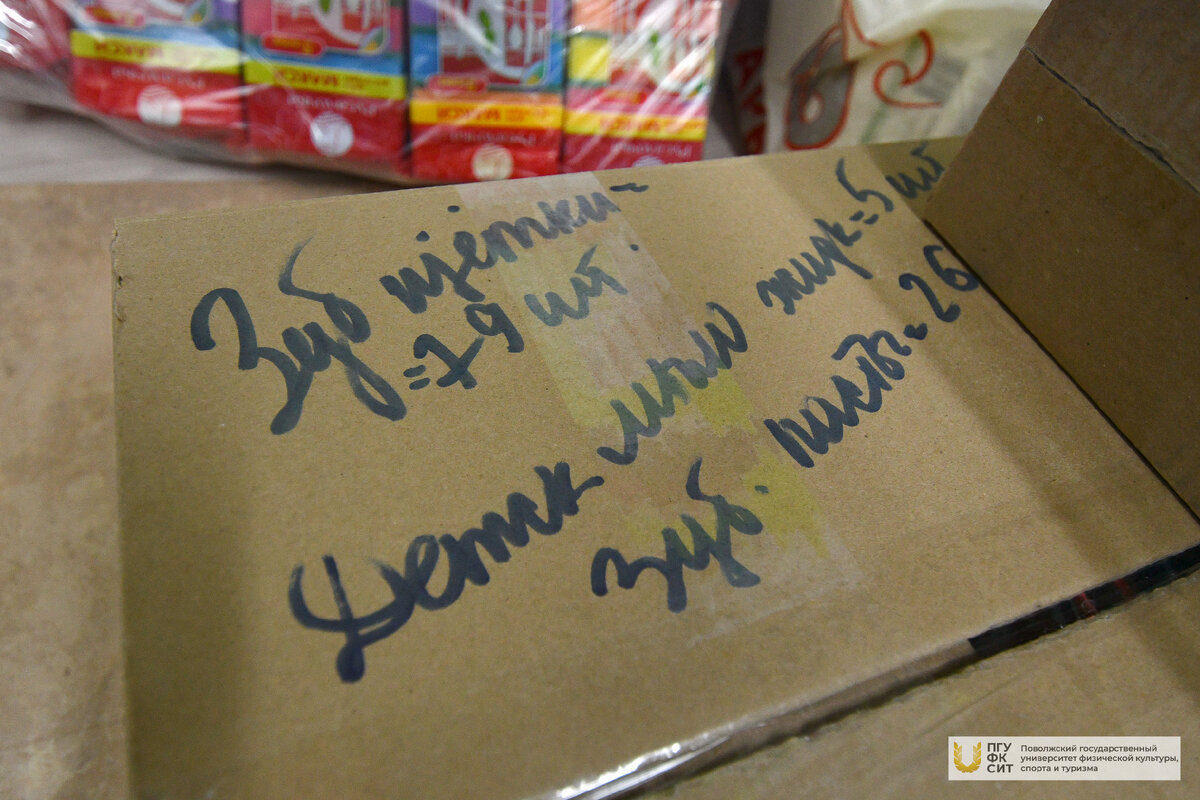 Зуб щетки -
= 79 шт.
Детск мыло жидк = 5 шт
Зуб. пасты = 26
ПГУ
ФК
СИТ
Поволжский государственный
университет физической культуры,
спорта и туризма